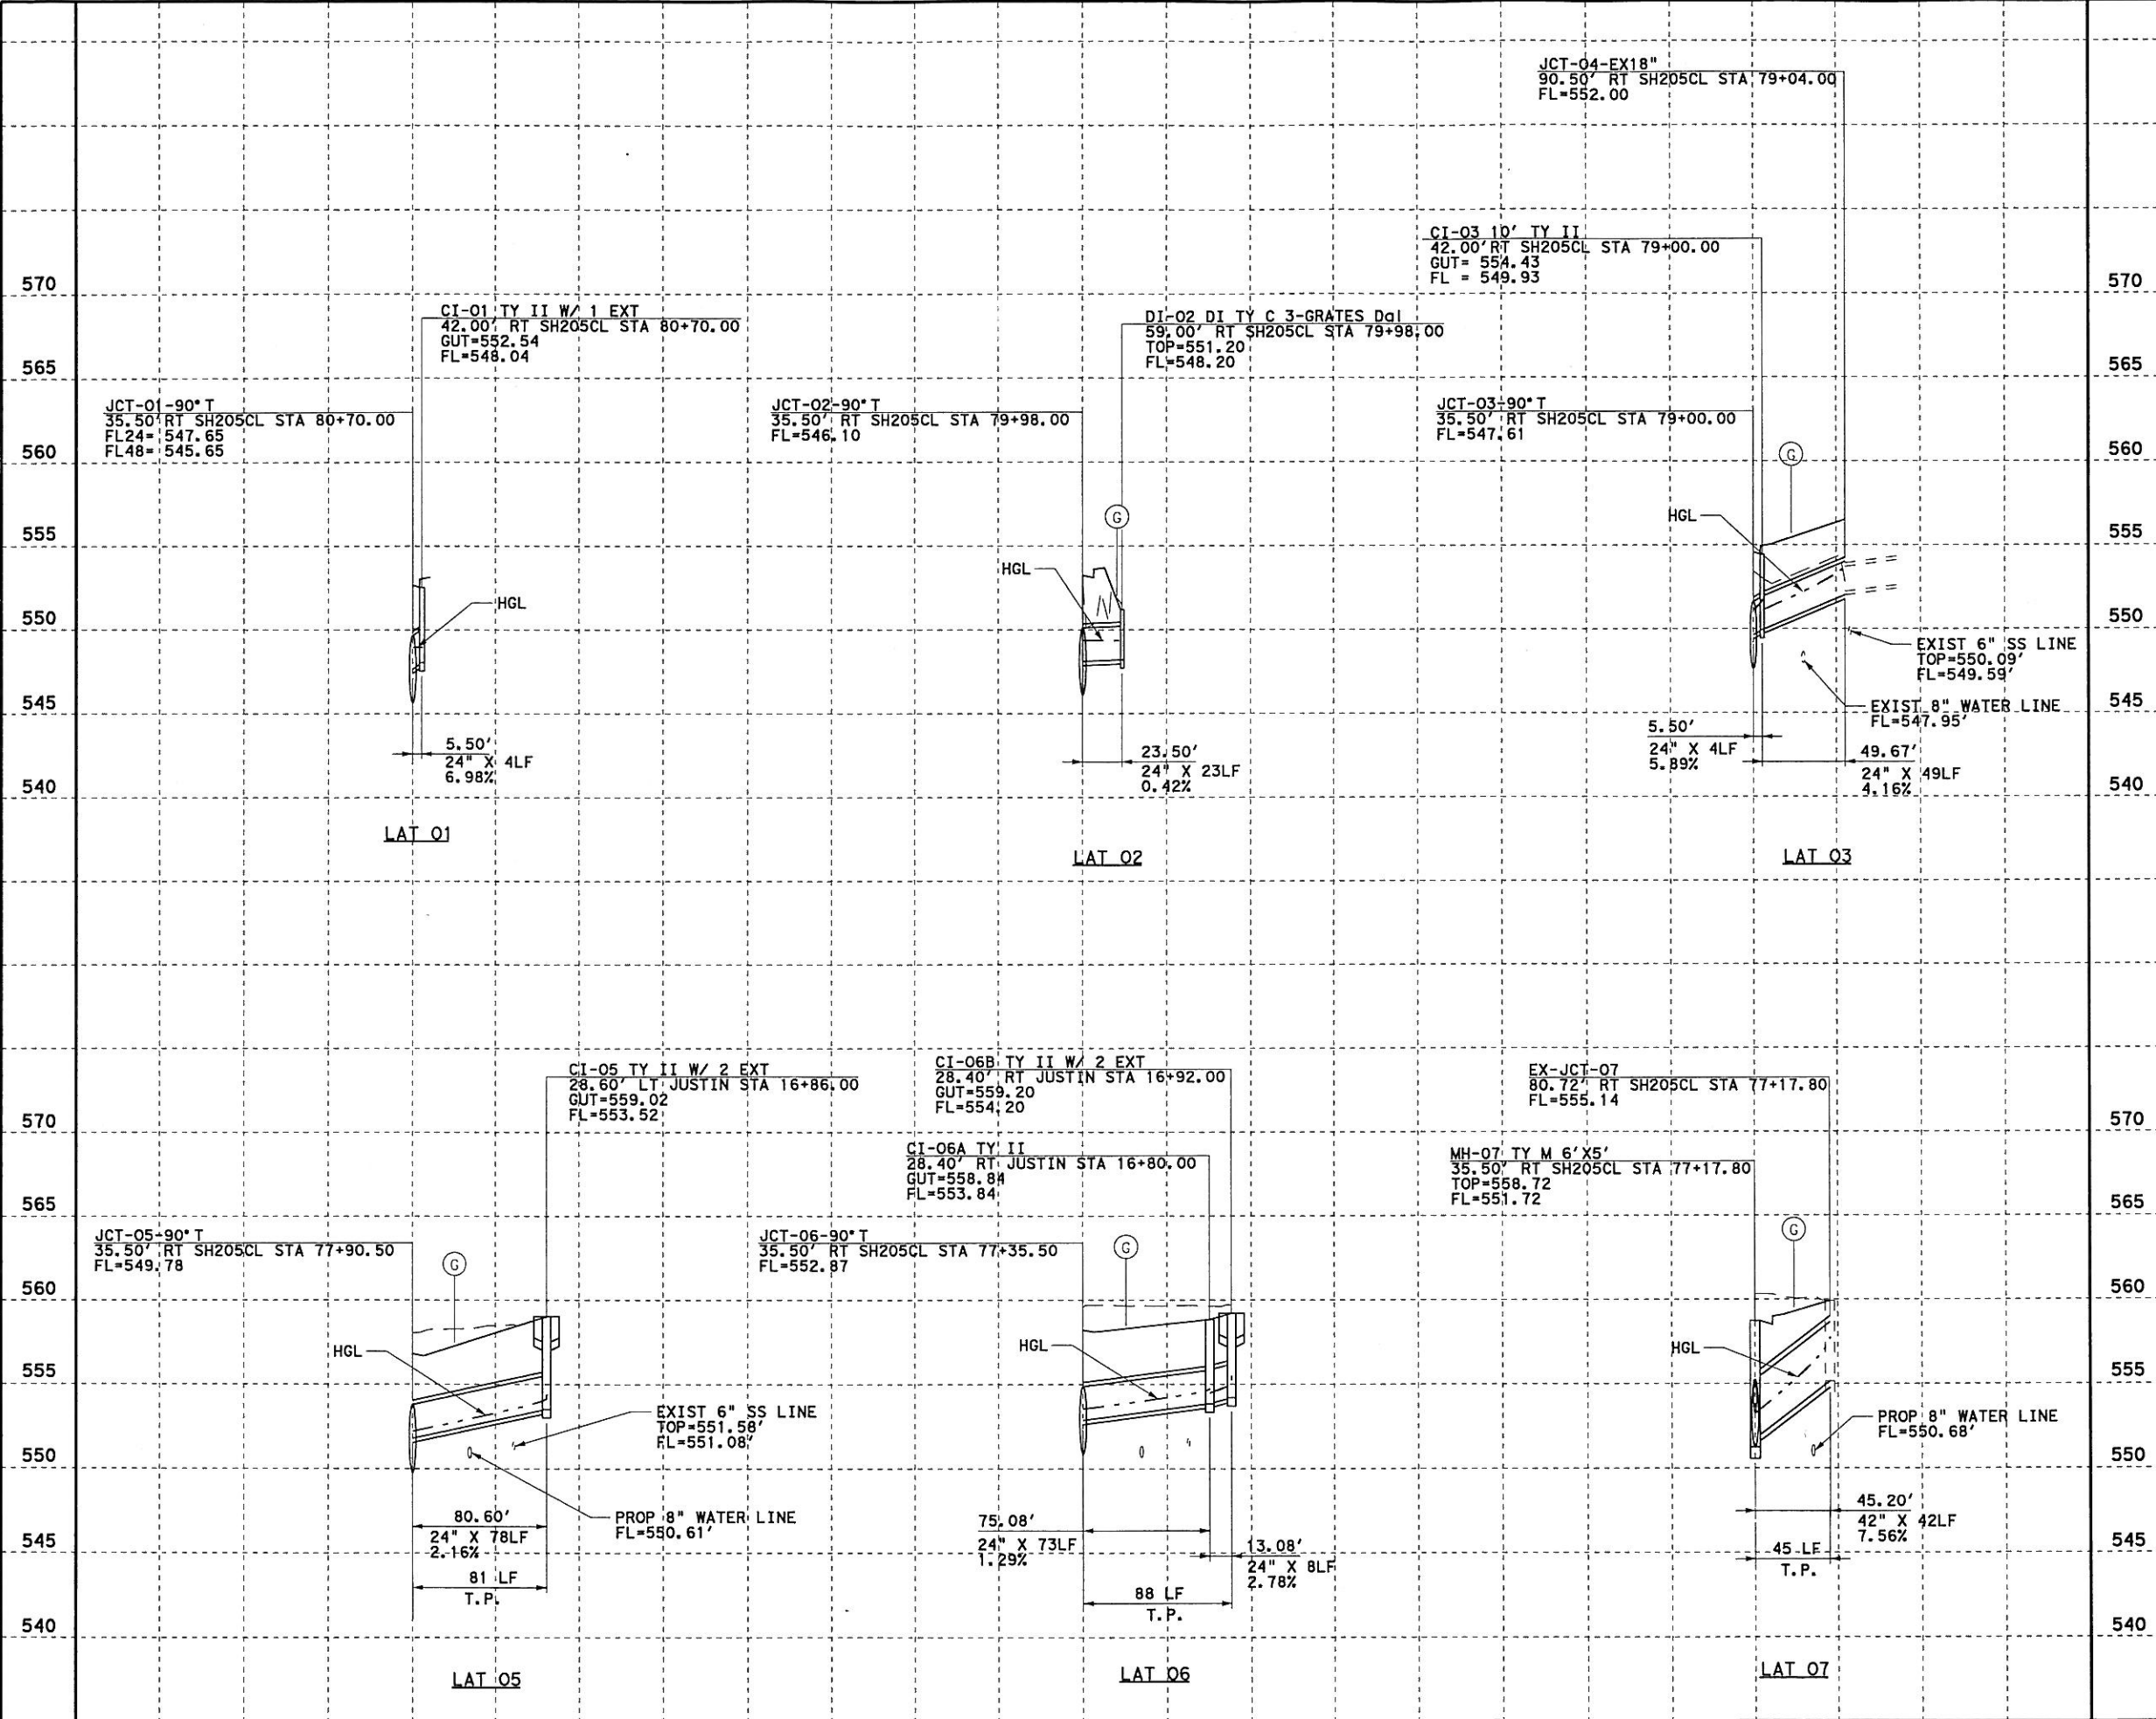 JCT-04-EX18"
90.50' RT SH205CL STA 79+04.00
FL=552.00
CI-03 10' TY II
42.00' RT SH205CL STA 79+00.00
GUT= 554.43
FL = 549.93
570
570
CI-01 TY II W/ 1 EXT
42.00' RT SH205CL STA 80+70.00
GUT=552.54
FL=548.04
DI-02 DI TY C 3-GRATES Dal
59.00' RT SH205CL STA 79+98.00
TOP=551.20
FL=548.20
565
565
JCT-01-90°T
35.50' RT SH205CL STA 80+70.00
FL24= 547.65
FL48= 545.65
JCT-02-90°T
35.50' RT SH205CL STA 79+98.00
FL=546.10
JCT-03-90°T
35.50' RT SH205CL STA 79+00.00
FL=547.61
560
560
G
G
HGL
555
555
HGL
HGL
550
550
EXIST 6" SS LINE
TOP=550.09'
FL=549.59'
545
545
EXIST 8" WATER LINE
FL=547.95'
5.50'
24" X 4LF
6.98%
23.50'
24" X 23LF
0.42%
5.50'
24" X 4LF
5.89%
49.67'
24" X 49LF
4.16%
540
540
LAT 01
LAT 02
LAT 03
CI-05 TY II W/ 2 EXT
28.60' LT JUSTIN STA 16+86.00
GUT=559.02
FL=553.52
CI-06B TY II W/ 2 EXT
28.40' RT JUSTIN STA 16+92.00
GUT=559.20
FL=554.20
EX-JCT-07
80.72' RT SH205CL STA 77+17.80
FL=555.14
570
570
CI-06A TY II
28.40' RT JUSTIN STA 16+80.00
GUT=558.84
FL=553.84
MH-07 TY M 6'X5'
35.50' RT SH205CL STA 77+17.80
TOP=558.72
FL=551.72
565
565
JCT-05-90°T
35.50' RT SH205CL STA 77+90.50
FL=549.78
JCT-06-90°T
35.50' RT SH205CL STA 77+35.50
FL=552.87
G
G
G
560
560
HGL
HGL
HGL
555
555
EXIST 6" SS LINE
TOP=551.58'
FL=551.08'
PROP 8" WATER LINE
FL=550.68'
550
550
80.60'
24" X 78LF
2.16%
PROP 8" WATER LINE
FL=550.61'
75.08'
24" X 73LF
1.29%
13.08'
24" X 8LF
2.78%
45.20'
42" X 42LF
7.56%
545
545
81 LF
T.P.
88 LF
T.P.
45 LF
T.P.
540
540
LAT 05
LAT 06
LAT 07